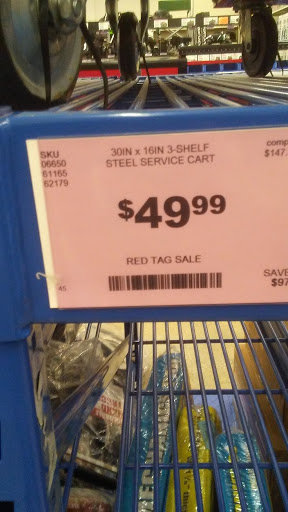 SKU
06650
61165
62179
30IN x 16IN 3-SHELF
STEEL SERVICE CART
comp
$147.
$49.99
RED TAG SALE
45
SAVE
$97